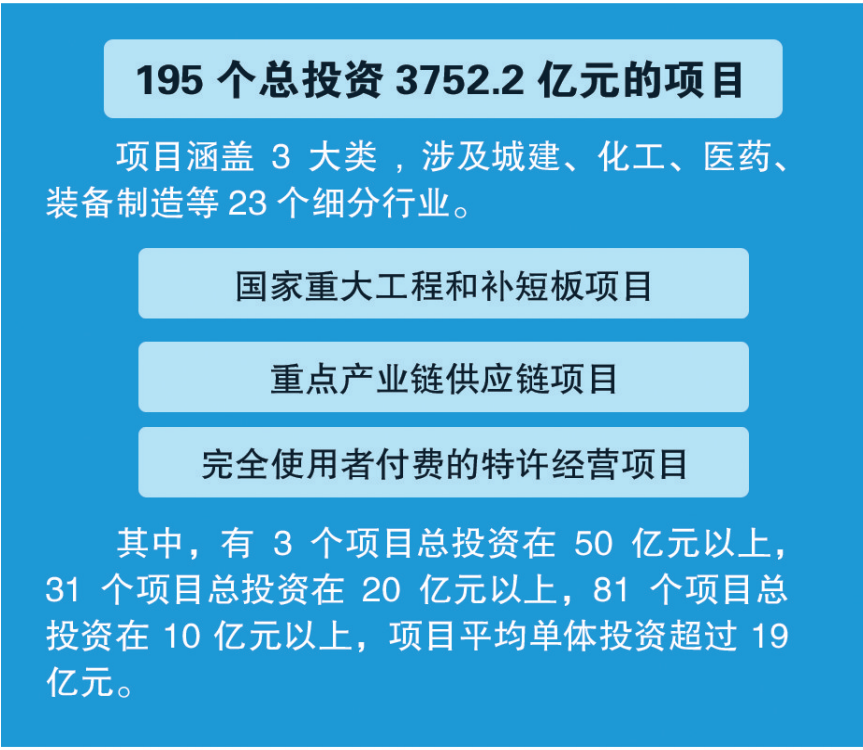 195 个总投资 3752.2 亿元的项目
项目涵盖 3 大类，涉及城建、化工、医药、
装备制造等 23 个细分行业。
国家重大工程和补短板项目
重点产业链供应链项目
完全使用者付费的特许经营项目
其中，有 3 个项目总投资在 50 亿元以上，
31 个项目总投资在 20 亿元以上，81 个项目总
投资在 10 亿元以上，项目平均单体投资超过 19
亿元。